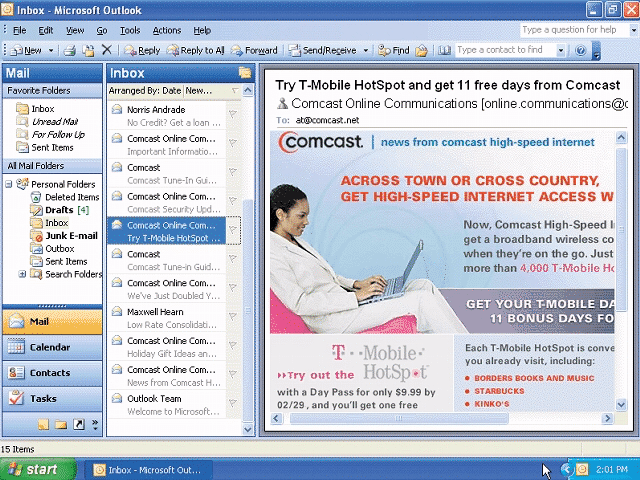 Inbox - Microsoft Outlook
File Edit View Go Tools Actions Help
Type a question for help
New Reply Reply to All Forward Send/Receive Find Type a contact to find
Mail
Favorite Folders
Inbox
Unread Mail
For Follow Up
Sent Items
All Mail Folders
Personal Folders
Deleted Items
Drafts [4]
Inbox
Junk E-mail
Outbox
Sent Items
Search Folders
Mail
Calendar
Contacts
Tasks
Inbox
Arranged By: Date New...
Norris Andrade
No Credit? Get a loan ...
Comcast Online Com...
Important Informatio...
Comcast
Comcast Tune-In Gui...
Comcast Online Com...
Comcast Security Upd...
Comcast Online Com...
Try T-Mobile HotSpot ...
Comcast
Comcast Tune-in Guid...
Comcast Online Com...
We've Just Doubled Y...
Maxwell Hearn
Low Rate Consolidati...
Comcast Online Com...
Holiday Gift Ideas an...
Comcast Online Com...
News from Comcast H...
Outlook Team
Welcome to Microsoft...
Try T-Mobile HotSpot and get 11 free days from Comcast
Comcast Online Communications [online.communications@c
To: at@comcast.net
comcast. | news from comcast high-speed internet
ACROSS TOWN OR CROSS COUNTRY,
GET HIGH-SPEED INTERNET ACCESS W
Now, Comcast High-Speed I
get a broadband wireless co
when they're on the go. Just
more than 4,000 T-Mobile Ho
GET YOUR T-MOBILE DA
11 BONUS DAYS FO
T - Mobile
HotSpot
Try out the
with a Day Pass for only $9.99 by
02/29, and you'll get one free
Each T-Mobile HotSpot is conve
you already visit, including:
BORDERS BOOKS AND MUSIC
STARBUCKS
KINKO'S
15 Items
start
Inbox - Microsoft Out...
2:01 PM